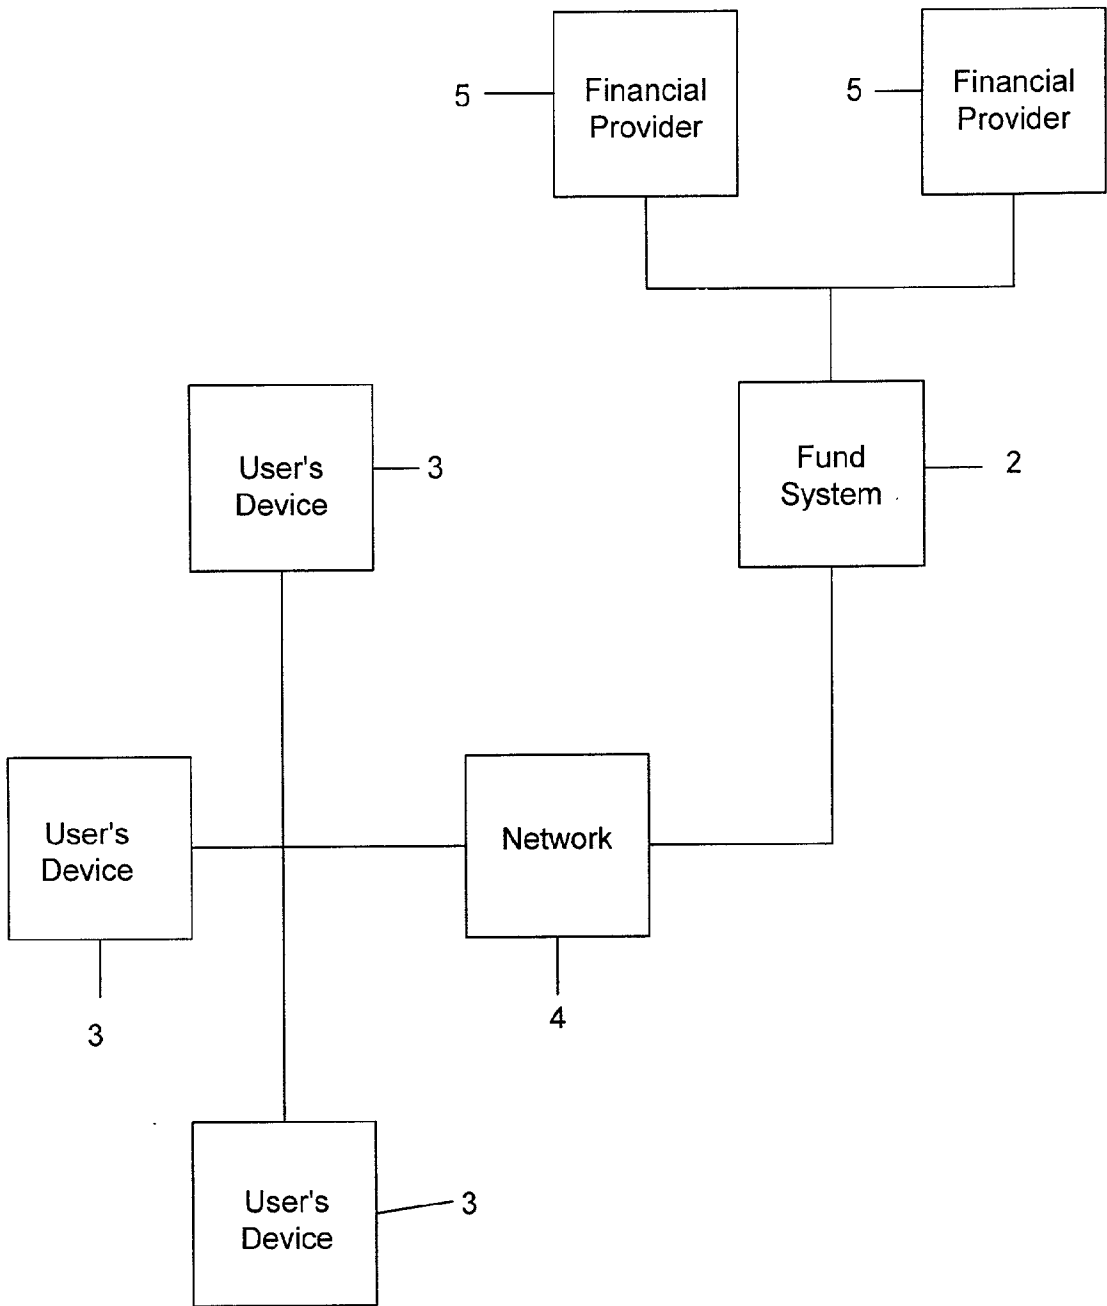 5
Financial
Provider
5
Financial
Provider
User's
Device
3
Fund
System
2
User's
Device
3
Network
4
User's
Device
3